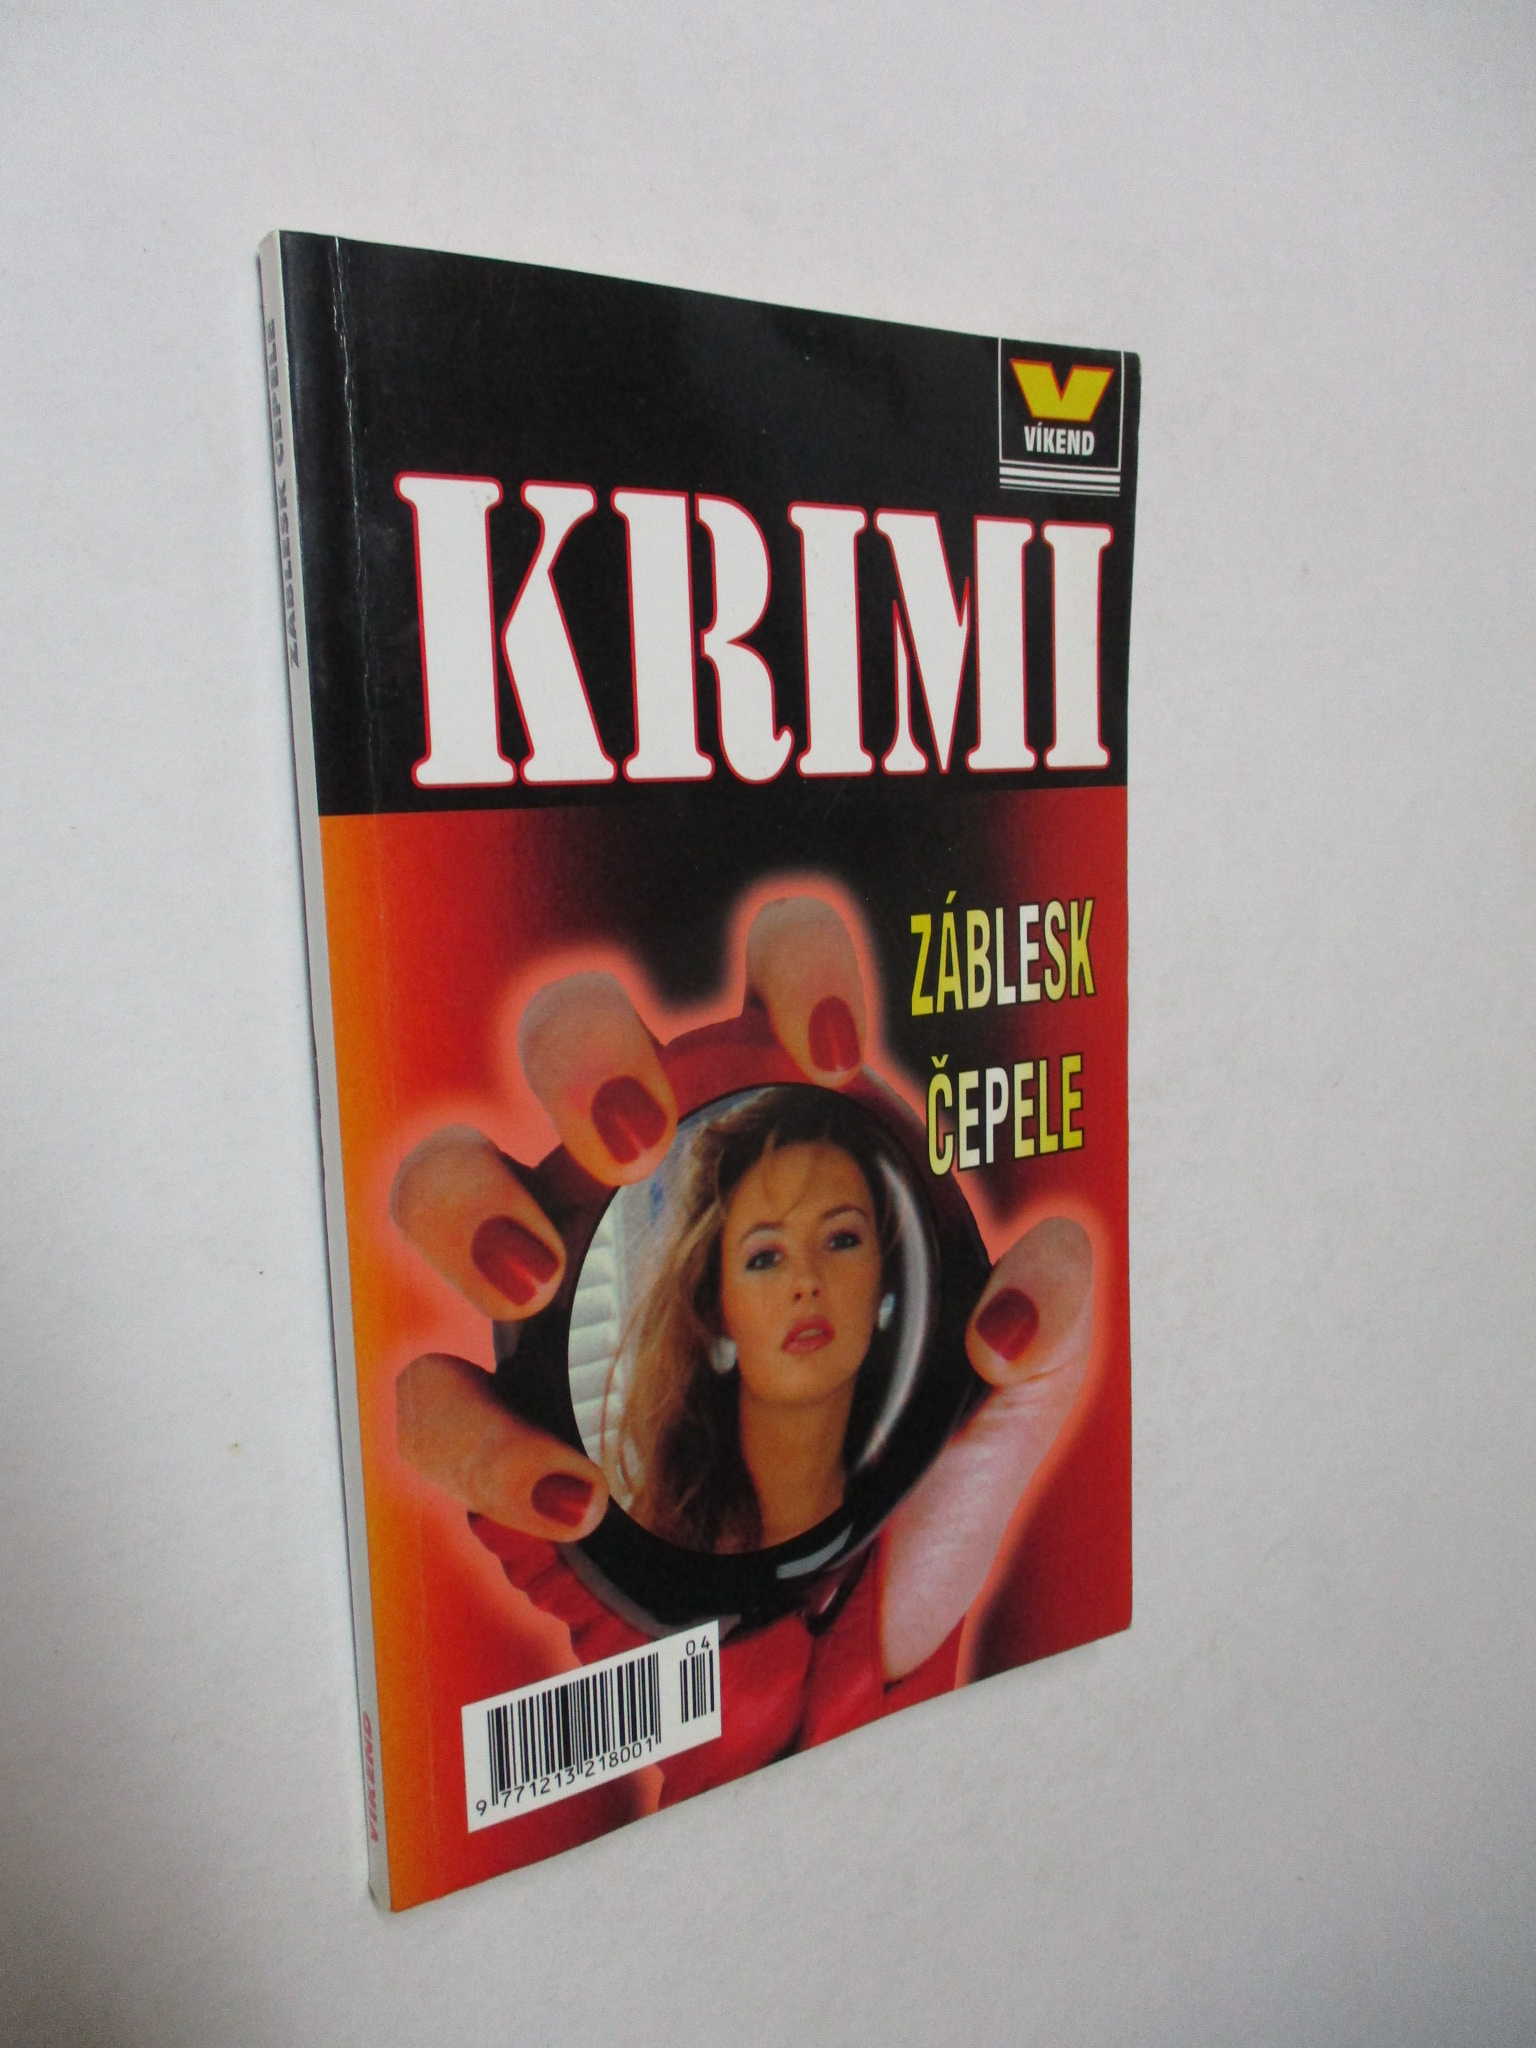 VÍKEND
KRIMI
ZÁBLESK
ČEPELE
04
9 771213 218001
ZÁBLESK ČEPELE
VÍKEND